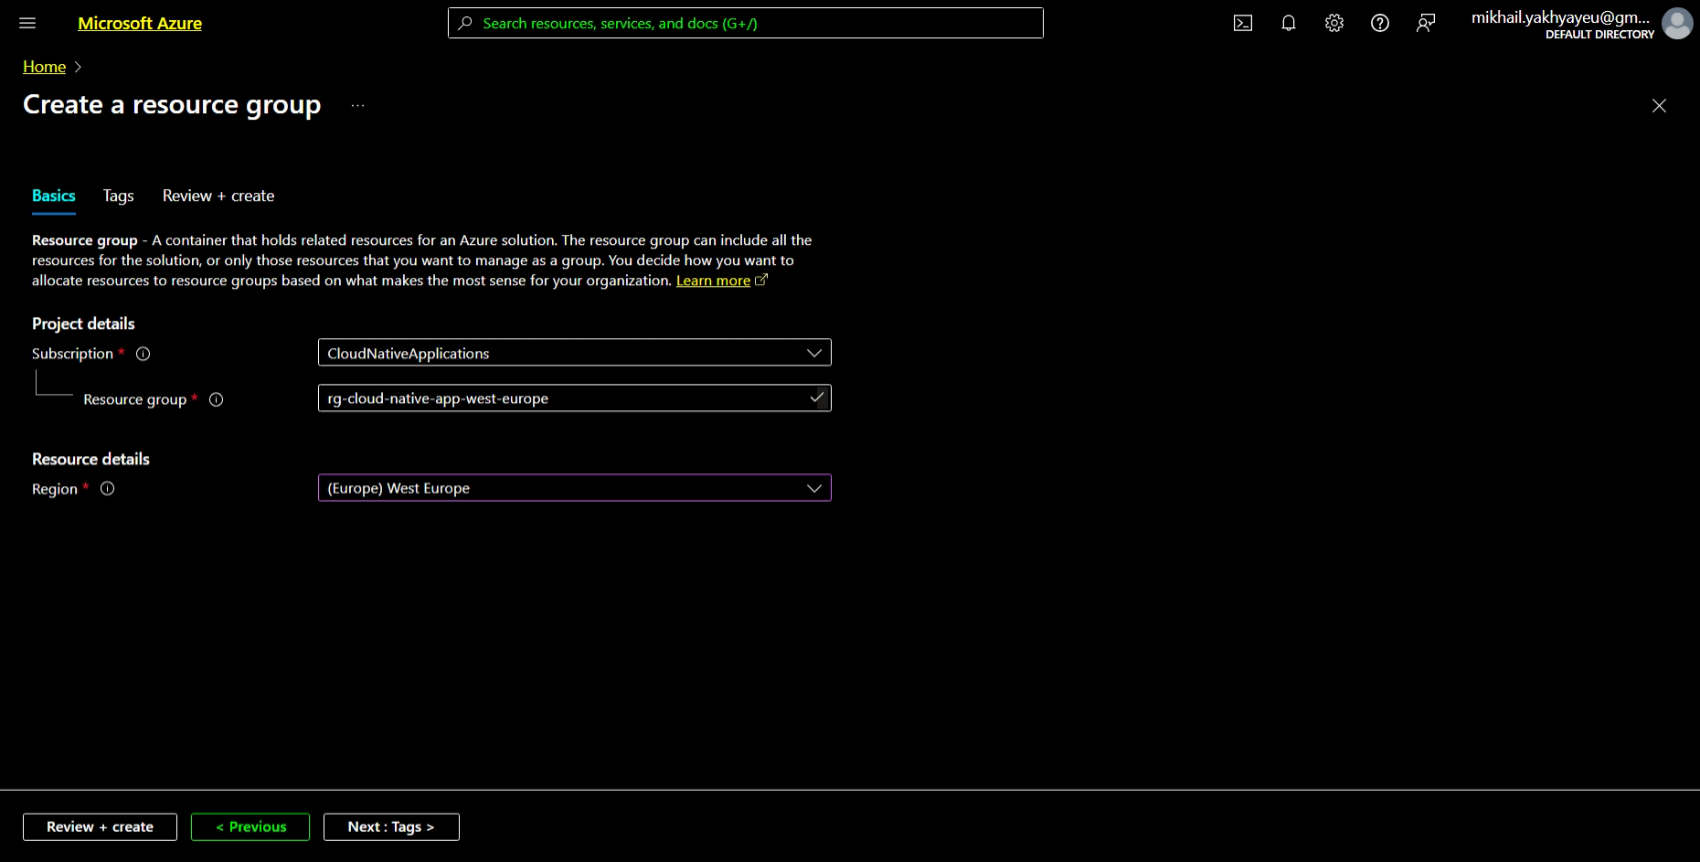 Microsoft Azure
Search resources, services, and docs (G+/)
mikhail.yakhyayeu@gm...
DEFAULT DIRECTORY
Home >
Create a resource group ...
Basics Tags Review + create
Resource group - A container that holds related resources for an Azure solution. The resource group can include all the
resources for the solution, or only those resources that you want to manage as a group. You decide how you want to
allocate resources to resource groups based on what makes the most sense for your organization. Learn more
Project details
Subscription * CloudNativeApplications
Resource group * rg-cloud-native-app-west-europe
Resource details
Region * (Europe) West Europe
Review + create < Previous Next : Tags >